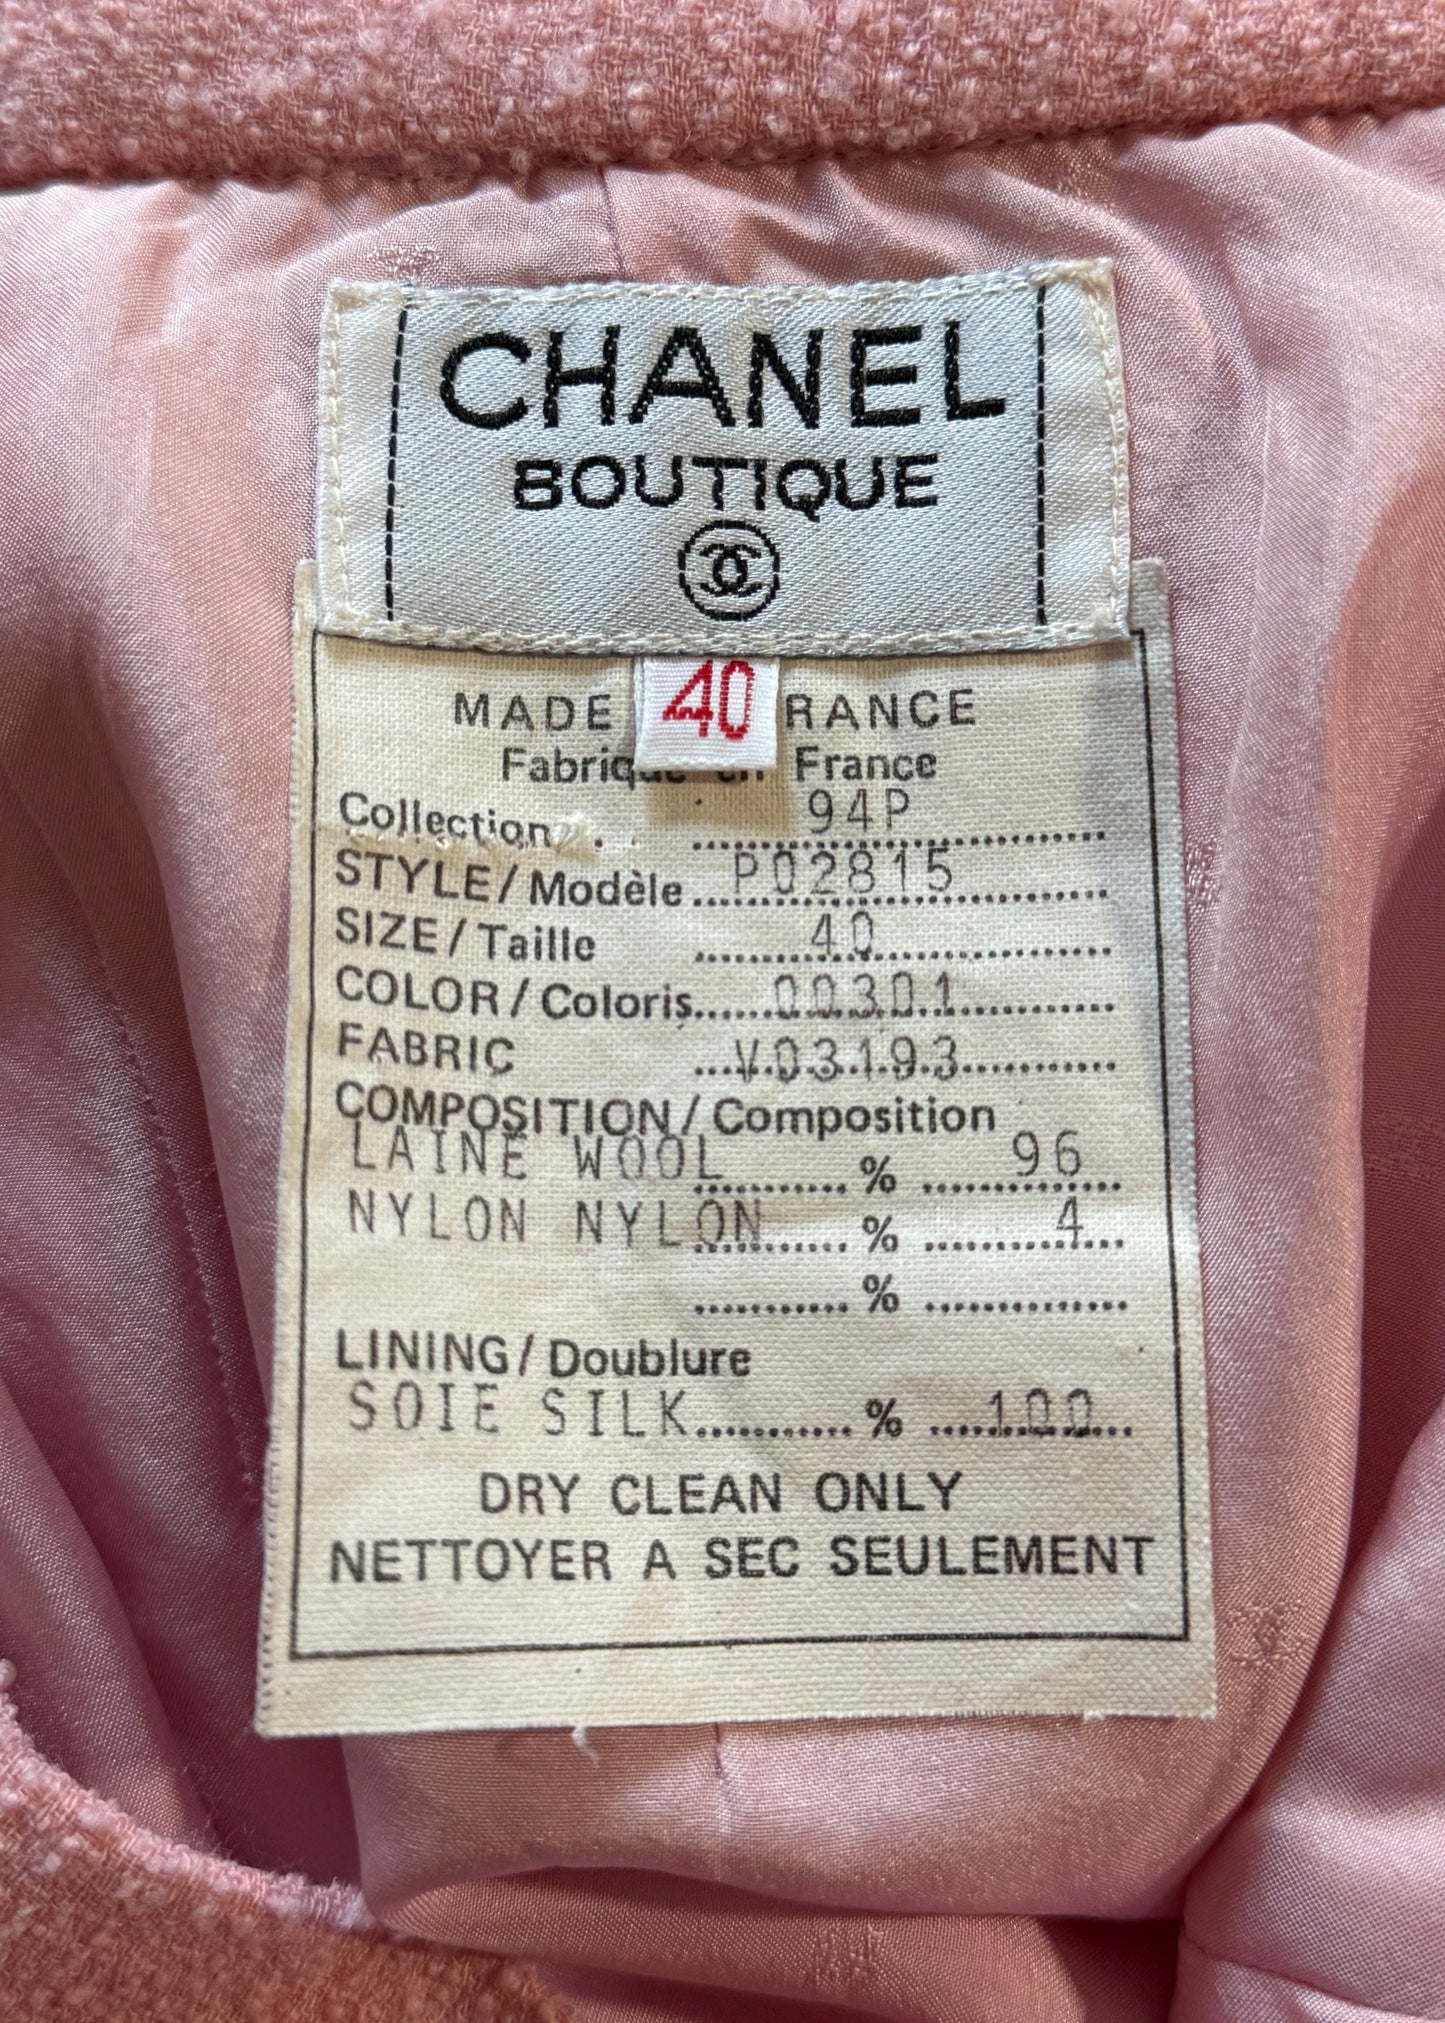 CHANEL
BOUTIQUE
40
MADE RANCE
Fabriqué en France
Collection 94P
STYLE/Modèle P02815
SIZE/Taille 40
COLOR/Coloris 00301
FABRIC V03193
COMPOSITION/Composition
LAINE WOOL % 96
NYLON NYLON % 4
%
LINING/Doublure
SOIE SILK % 100
DRY CLEAN ONLY
NETTOYER A SEC SEULEMENT